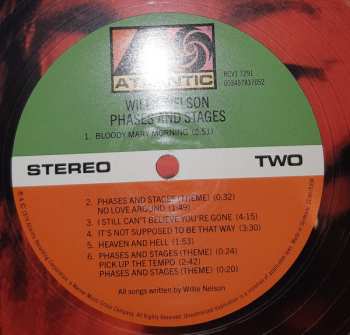 ATLANTIC
RCV1 7291
WILLIE NELSON
PHASES AND STAGES
1. BLOODY MARY MORNING (2:51)
STEREO
TWO
2. PHASES AND STAGES (THEME) (0:32)
NO LOVE AROUND (1:49)
3. I STILL CAN'T BELIEVE YOU'RE GONE (4:15)
4. IT'S NOT SUPPOSED TO BE THAT WAY (3:30)
5. HEAVEN AND HELL (1:53)
6. PHASES AND STAGES (THEME) (0:24)
PICK UP THE TEMPO (2:42)
PHASES AND STAGES (THEME) (0:20)
All songs written by Willie Nelson